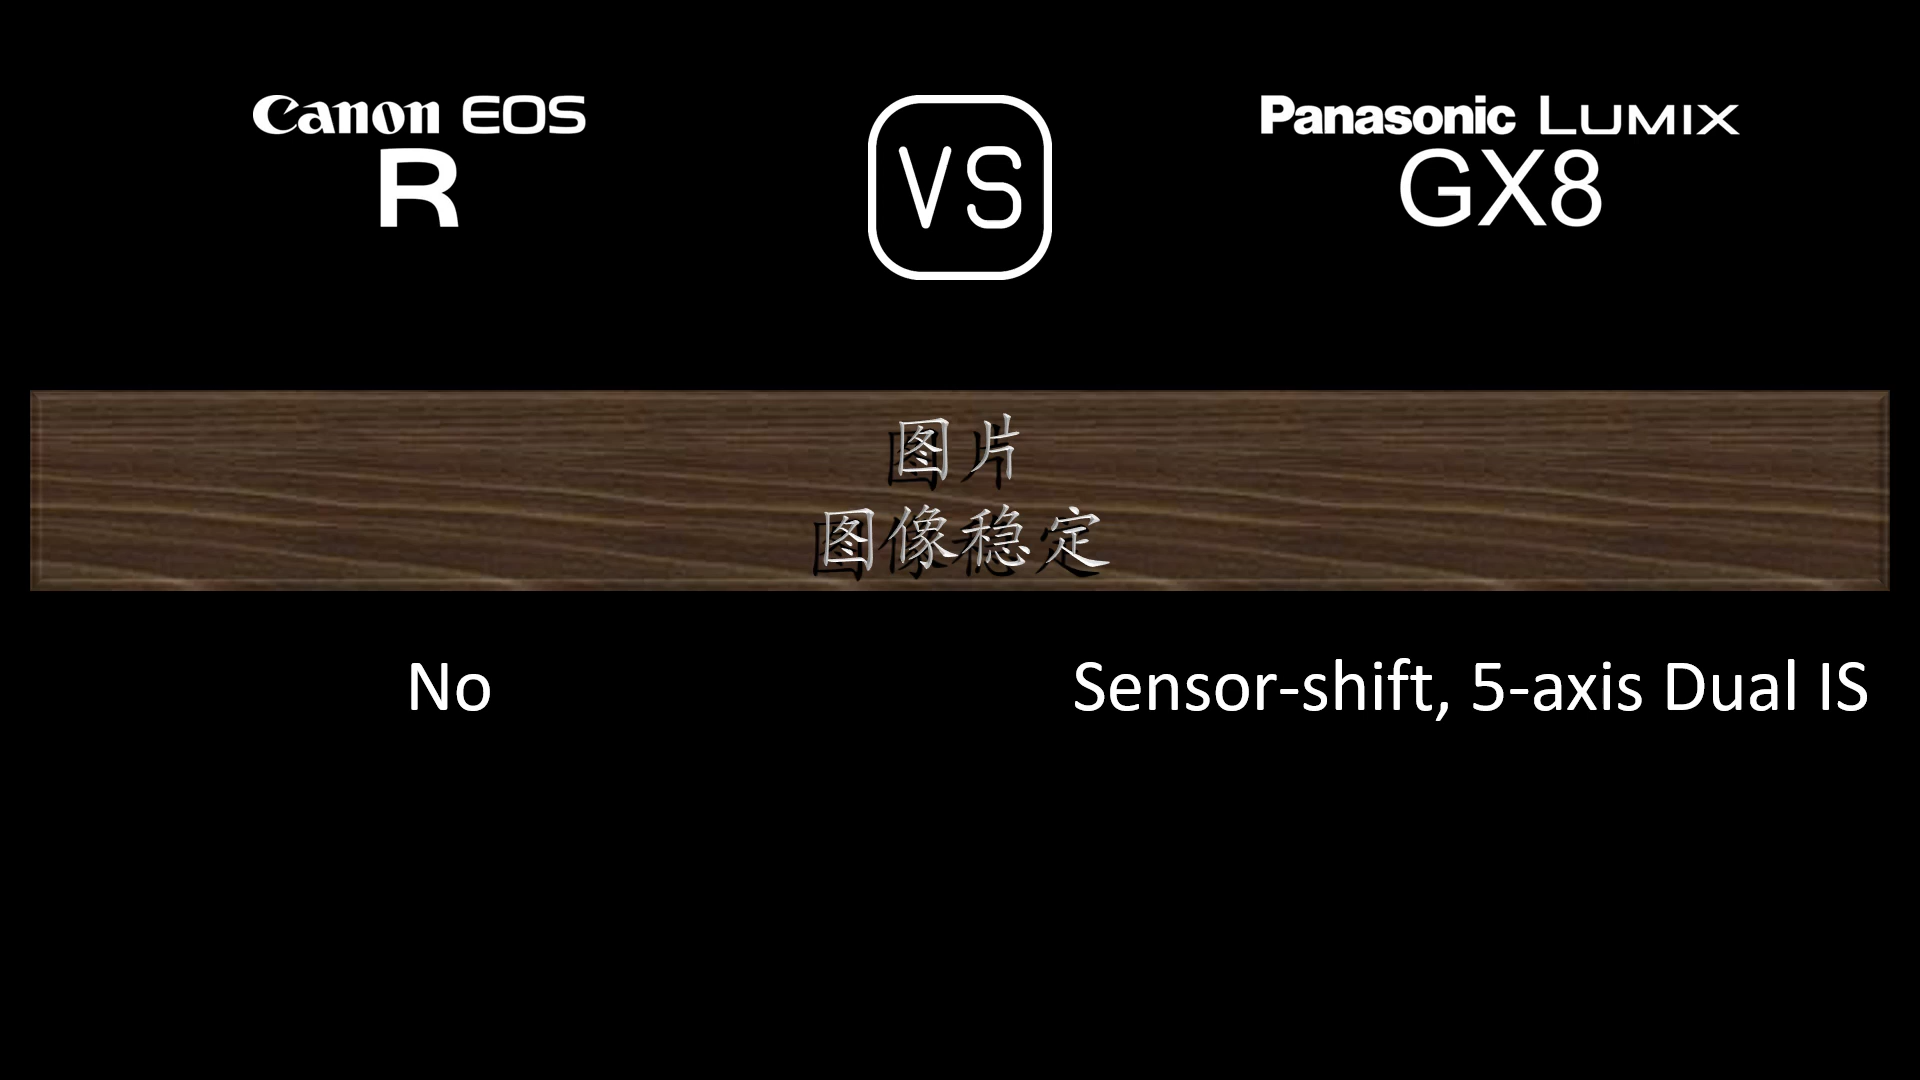 Canon EOS
R
VS
Panasonic LUMIX
GX8
图片
图像稳定
No
Sensor-shift, 5-axis Dual IS